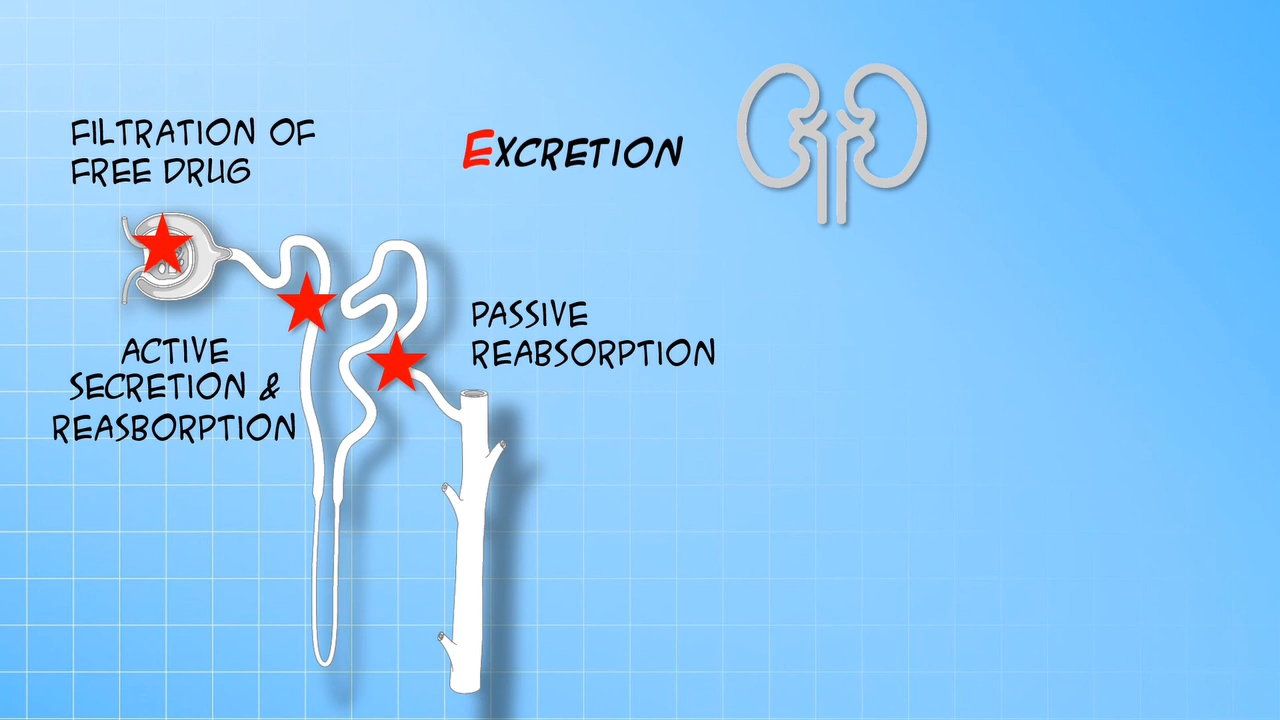 FILTRATION OF
FREE DRUG
EXCRETION
ACTIVE
SECRETION &
REASBORPTION
PASSIVE
REABSORPTION